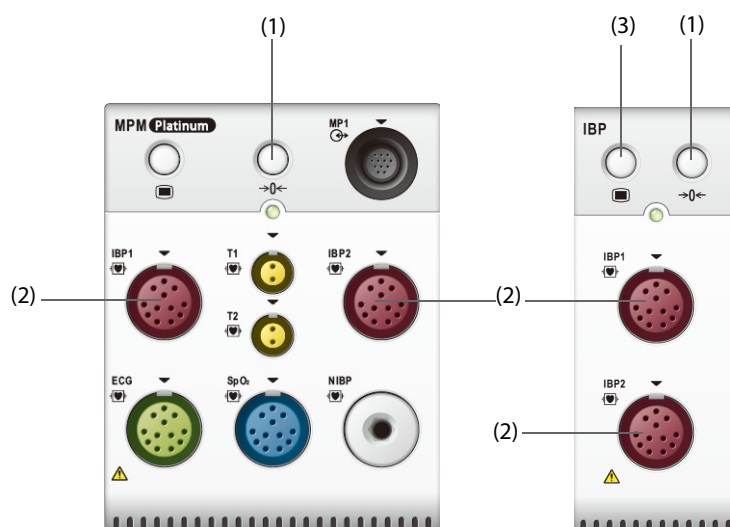 (1)
(3)
(1)
MPM Platinum
MP1
→0←
IBP
→0←
IBP1
T1
IBP2
(2)
T2
(2)
IBP1
ECG
SpO₂
NIBP
IBP2
(2)